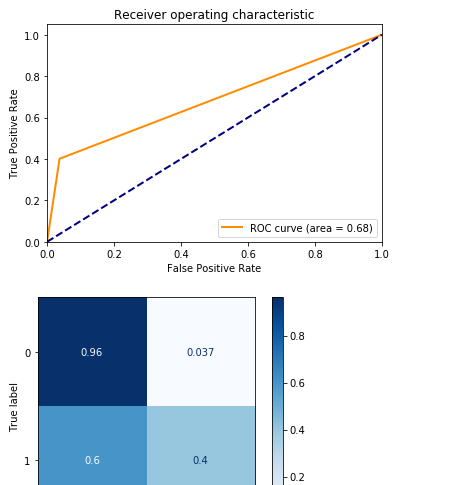 Receiver operating characteristic
1.0
0.8
0.6
0.4
0.2
0.0
True Positive Rate
ROC curve (area = 0.68)
0.0 0.2 0.4 0.6 0.8 1.0
False Positive Rate
True label
0
1
0.96 0.037
0.6 0.4
0.8
0.6
0.4
0.2